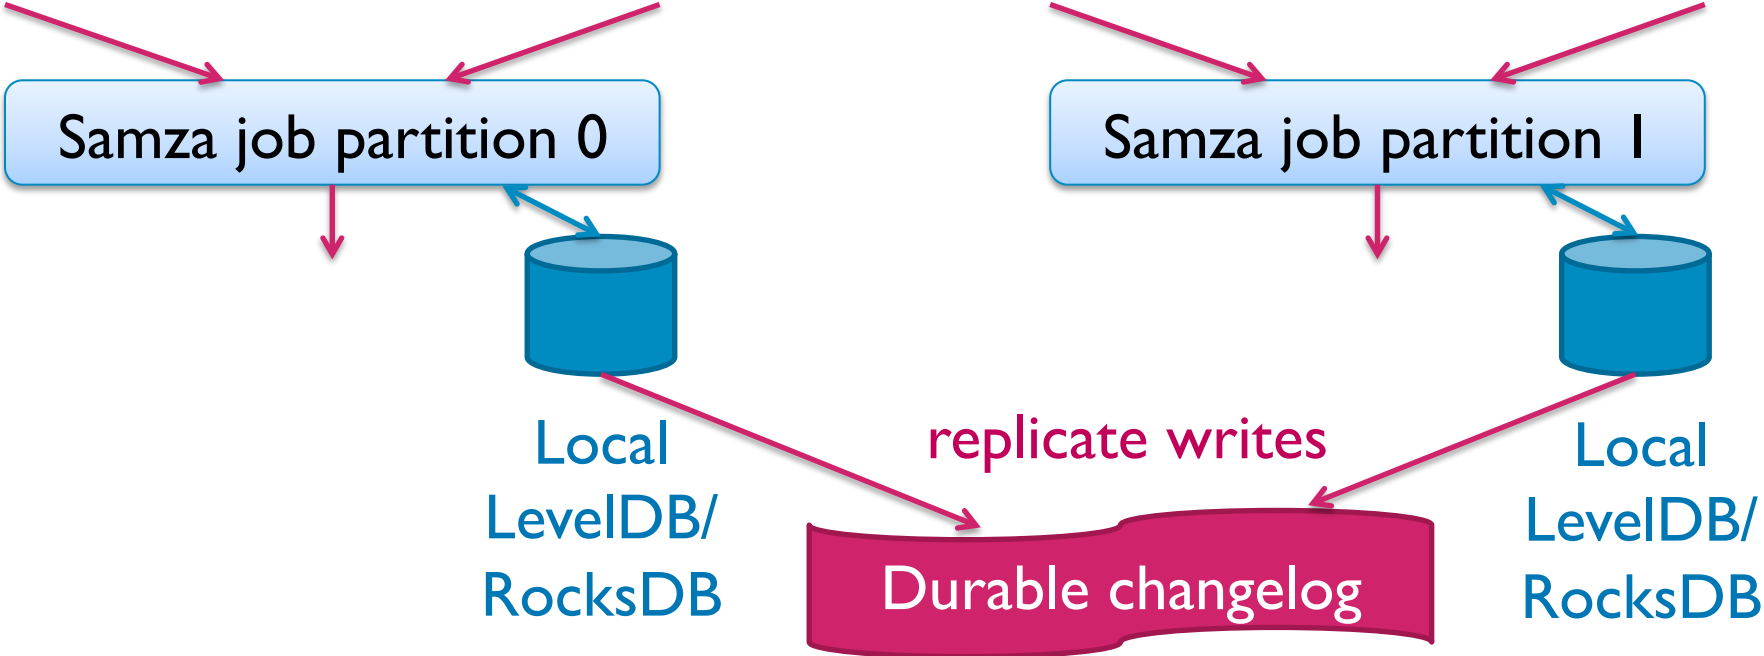 Samza job partition 0
Samza job partition 1
replicate writes
Local
LevelDB/
RocksDB
Local
LevelDB/
RocksDB
Durable changelog